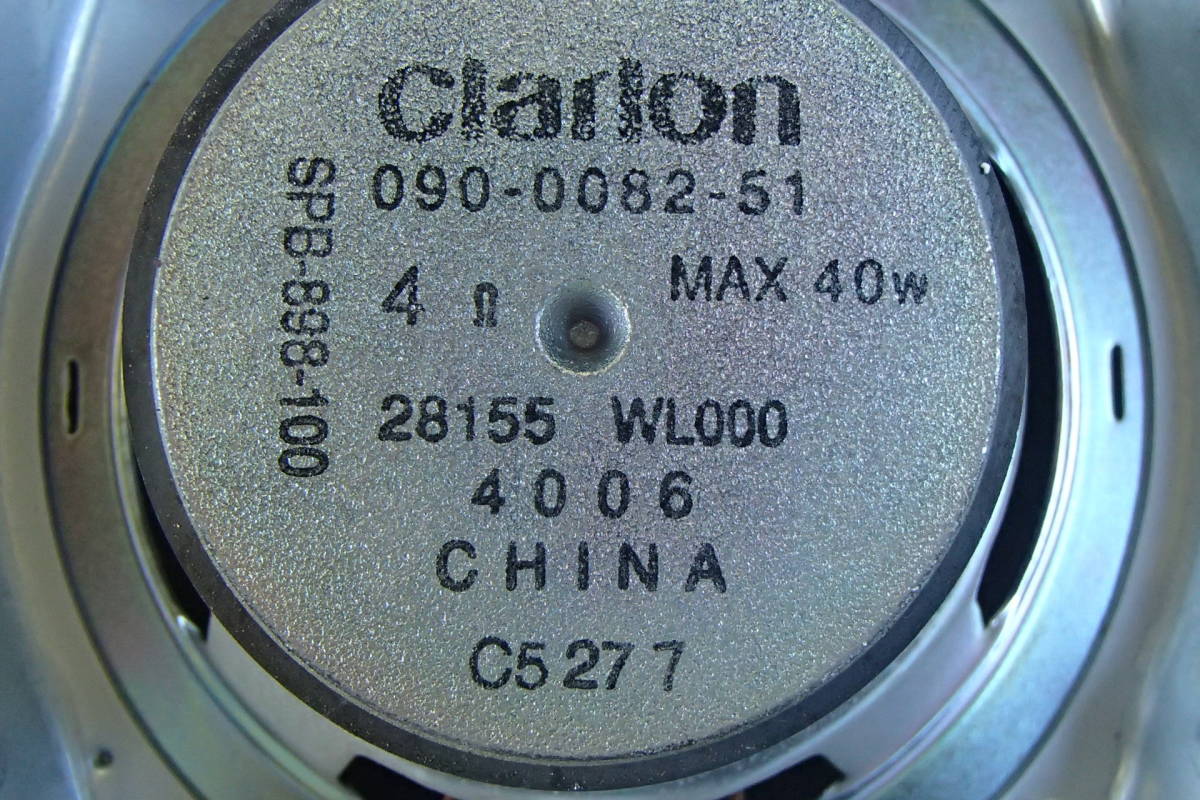 clarion
090-0082-51
SPB-898-100
4 Ω MAX 40w
28155 WL000
4006
CHINA
C5277